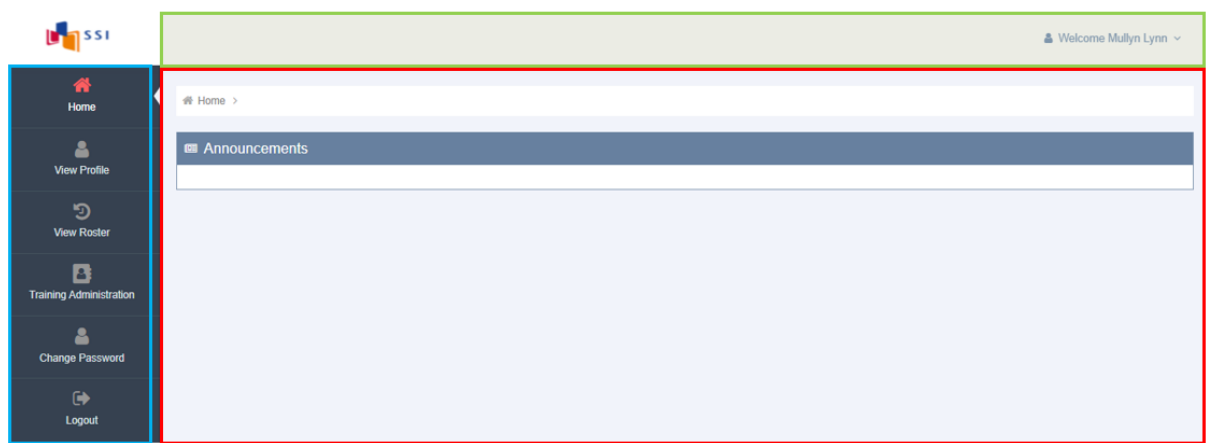 SSI
Welcome Mullyn Lynn
Home
Home >
Announcements
View Profile
View Roster
Training Administration
Change Password
Logout